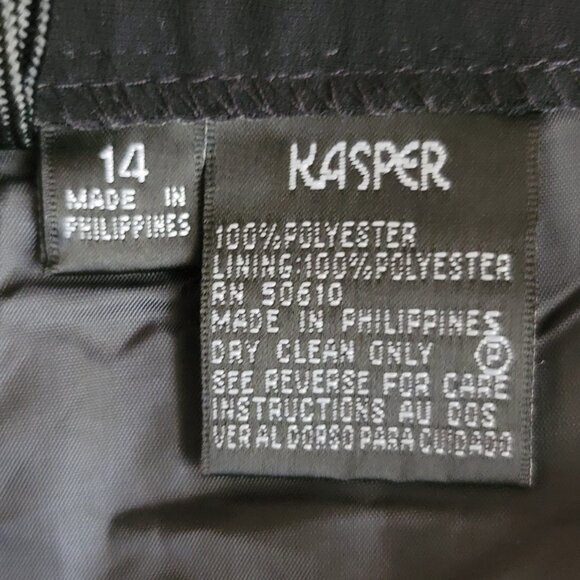 14
MADE IN
PHILIPPINES
KASPER
100% POLYESTER
LINING:100% POLYESTER
RN 50610
MADE IN PHILIPPINES
DRY CLEAN ONLY Ⓟ
SEE REVERSE FOR CARE
INSTRUCTIONS AU DOS
VER AL DORSO PARA CUIDADO